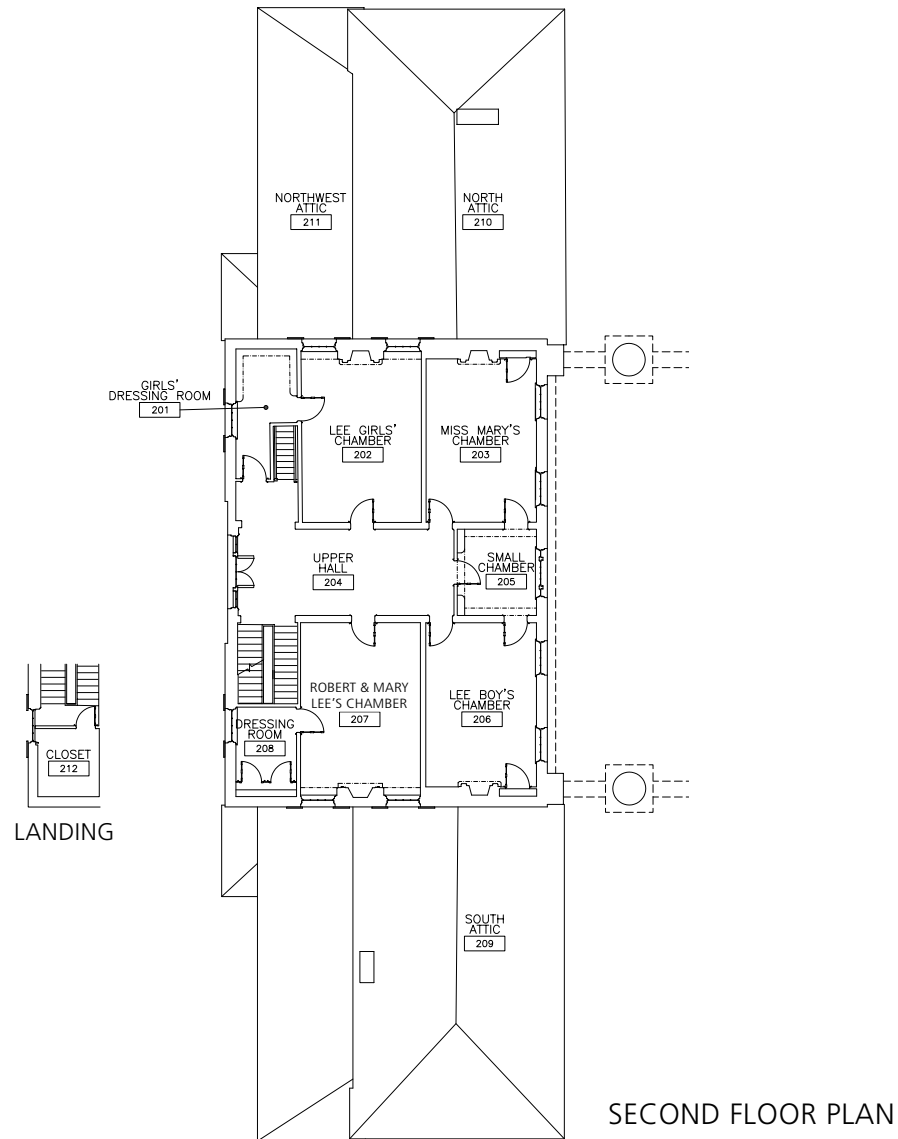 NORTHWEST
ATTIC
211
NORTH
ATTIC
210
GIRLS'
DRESSING ROOM
201
LEE GIRLS'
CHAMBER
202
MISS MARY'S
CHAMBER
203
UPPER
HALL
204
SMALL
CHAMBER
205
ROBERT & MARY
LEE'S CHAMBER
207
LEE BOY'S
CHAMBER
206
DRESSING
ROOM
208
CLOSET
212
LANDING
SOUTH
ATTIC
209
SECOND FLOOR PLAN